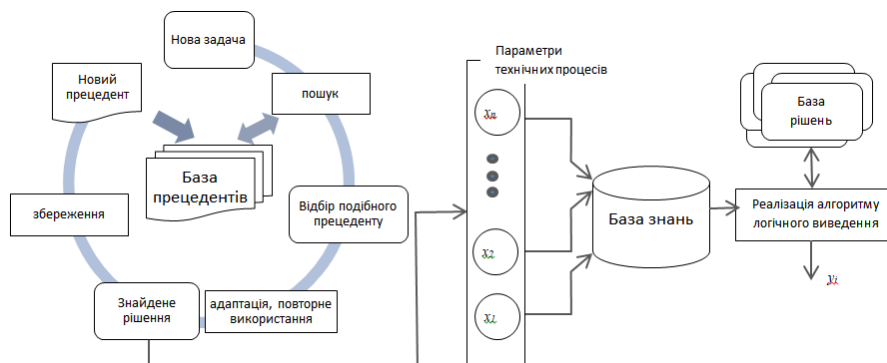 Нова задача
Новий
прецедент
пошук
База
прецедентів
збереження
Відбір подібного
прецеденту
Знайдене
рішення
адаптація, повторне
використання
Параметри
технічних процесів
xn
x2
x1
База знань
База
рішень
Реалізація алгоритму
логічного виведення
yi